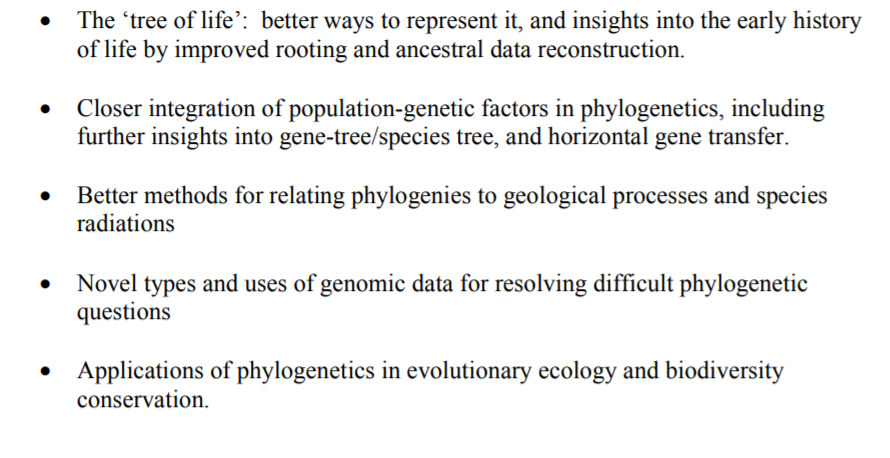 • The ‘tree of life’:  better ways to represent it, and insights into the early history
of life by improved rooting and ancestral data reconstruction.
• Closer integration of population-genetic factors in phylogenetics, including
further insights into gene-tree/species tree, and horizontal gene transfer.
• Better methods for relating phylogenies to geological processes and species
radiations
• Novel types and uses of genomic data for resolving difficult phylogenetic
questions
• Applications of phylogenetics in evolutionary ecology and biodiversity
conservation.